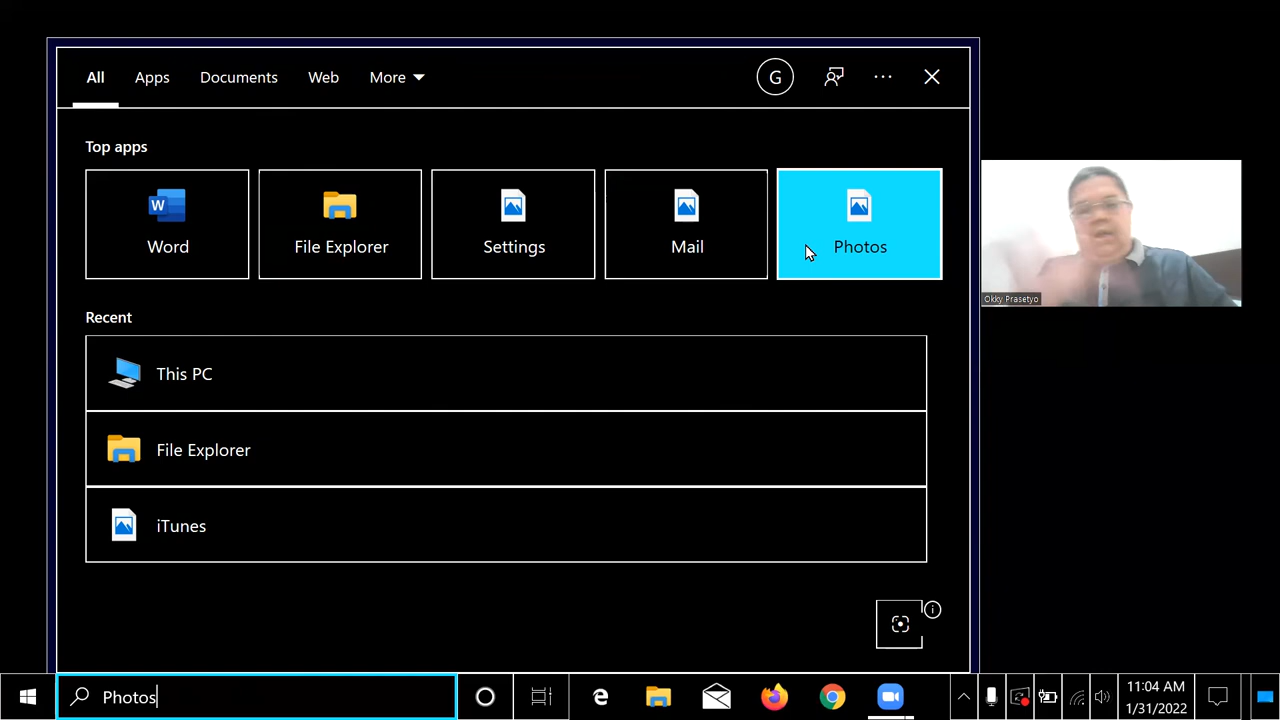 All Apps Documents Web More G
Top apps
Word File Explorer Settings Mail Photos
Okky Prasetyo
Recent
This PC
File Explorer
iTunes
Photos
11:04 AM
1/31/2022